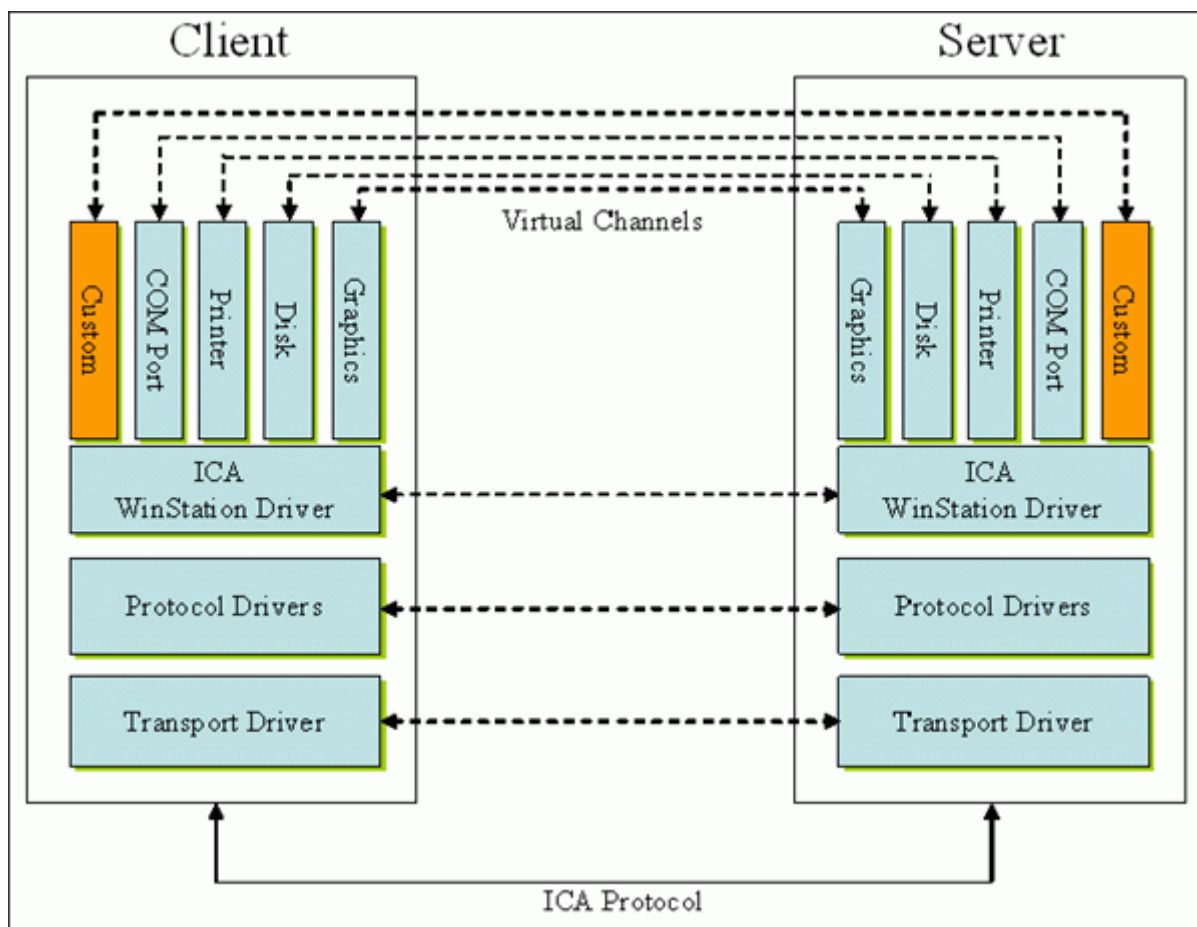 Client
Server
Virtual Channels
Custom
COM Port
Printer
Disk
Graphics
Graphics
Disk
Printer
COM Port
Custom
ICA
WinStation Driver
ICA
WinStation Driver
Protocol Drivers
Protocol Drivers
Transport Driver
Transport Driver
ICA Protocol